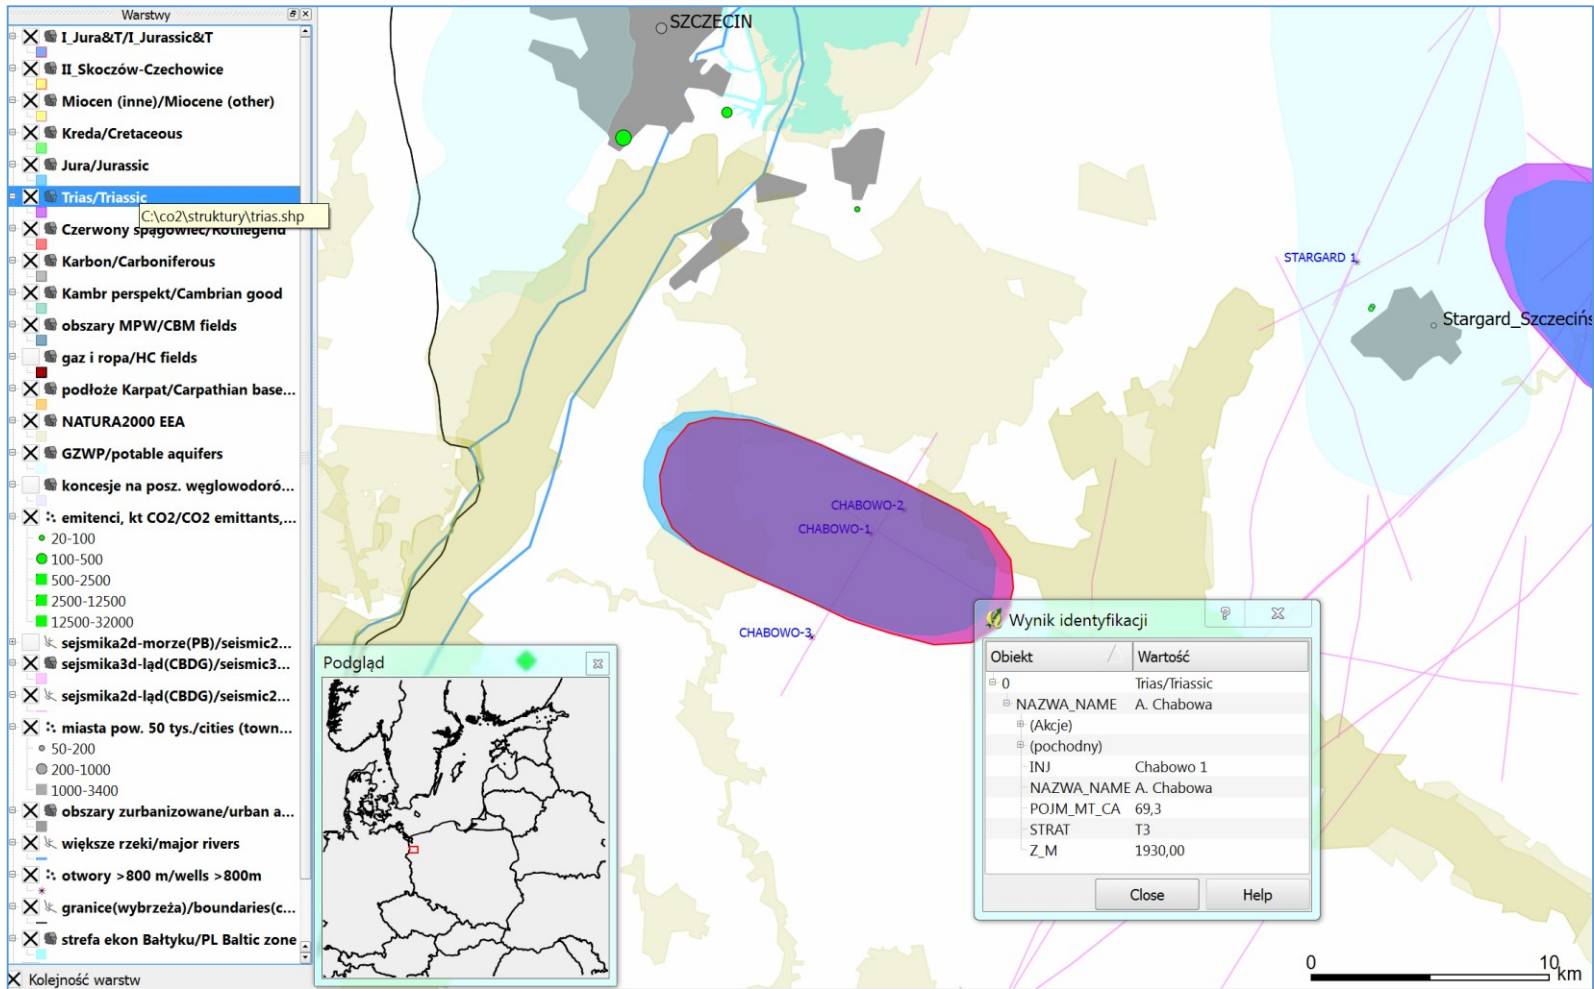 Warstwy
I_Jura&T/I_Jurassic&T
II_Skoczów-Czechowice
Miocen (inne)/Miocene (other)
Kreda/Cretaceous
Jura/Jurassic
Trias/Triassic
C:\co2\struktury\trias.shp
Czerwony spągowiec/Rotliegend
Karbon/Carboniferous
Kambr perspekt/Cambrian good
obszary MPW/CBM fields
gaz i ropa/HC fields
podłoże Karpat/Carpathian base...
NATURA2000 EEA
GZWP/potable aquifers
koncesje na posz. węglowodoró...
emitenci, kt CO2/CO2 emittants,...
20-100
100-500
500-2500
2500-12500
12500-32000
sejsmika2d-morze(PB)/seismic2...
sejsmika3d-ląd(CBDG)/seismic3...
sejsmika2d-ląd(CBDG)/seismic2...
miasta pow. 50 tys./cities (town...
50-200
200-1000
1000-3400
obszary zurbanizowane/urban a...
większe rzeki/major rivers
otwory >800 m/wells >800m
granice(wybrzeża)/boundaries(c...
strefa ekon Bałtyku/PL Baltic zone
Kolejność warstw
SZCZECIN
STARGARD 1
Stargard_Szczecińs
CHABOWO-2
CHABOWO-1
CHABOWO-3
Podgląd
Wynik identyfikacji
Obiekt Wartość
0 Trias/Triassic
NAZWA_NAME A. Chabowa
(Akcje)
(pochodny)
INJ Chabowo 1
NAZWA_NAME A. Chabowa
POJM_MT_CA 69,3
STRAT T3
Z_M 1930,00
Close Help
0 10 km